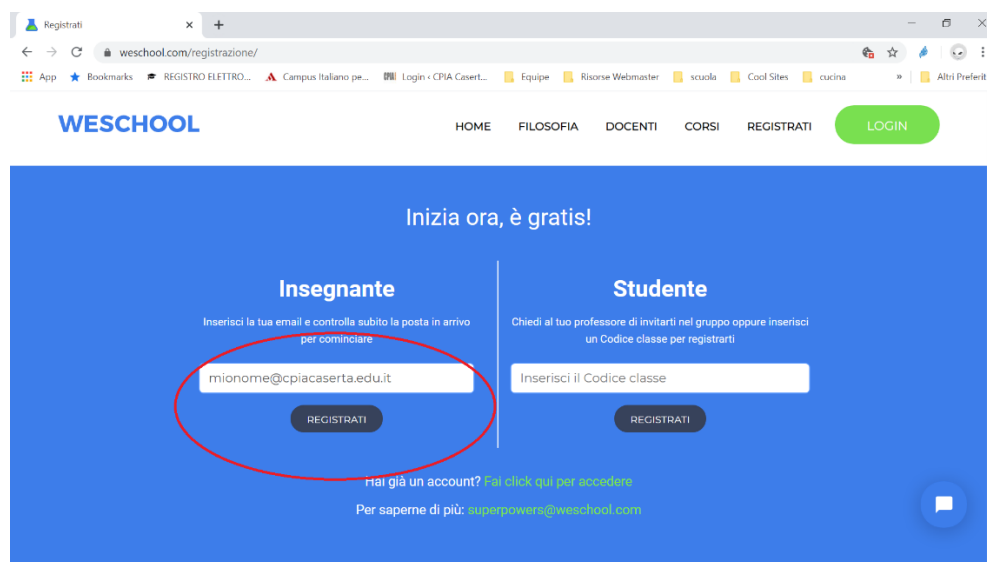 Registrati
weschool.com/registrazione/
App Bookmarks REGISTRO ELETTRO... Campus Italiano pe... Login ‹ CPIA Casert... Equipe Risorse Webmaster scuola Cool Sites cucina » Altri Preferit
WESCHOOL HOME FILOSOFIA DOCENTI CORSI REGISTRATI LOGIN
Inizia ora, è gratis!
Insegnante
Inserisci la tua email e controlla subito la posta in arrivo
per cominciare
mionome@cpiacaserta.edu.it
REGISTRATI
Studente
Chiedi al tuo professore di invitarti nel gruppo oppure inserisci
un Codice classe per registrarti
Inserisci il Codice classe
REGISTRATI
Hai già un account? Fai click qui per accedere
Per saperne di più: superpowers@weschool.com